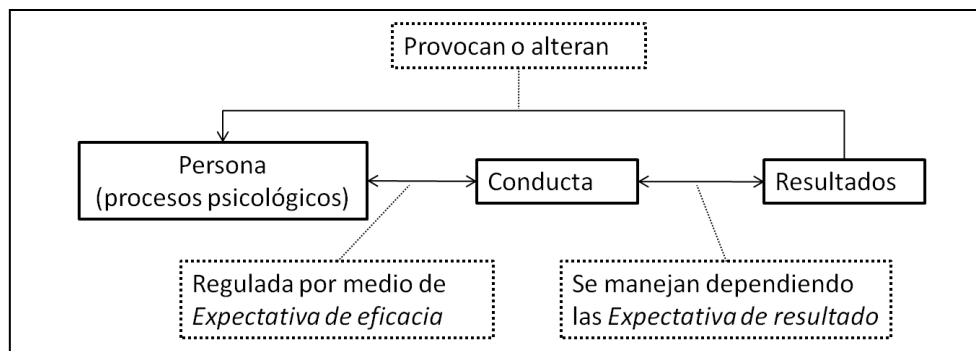 Provocan o alteran
Persona
(procesos psicológicos)
Conducta
Resultados
Regulada por medio de
Expectativa de eficacia
Se manejan dependiendo
las Expectativa de resultado